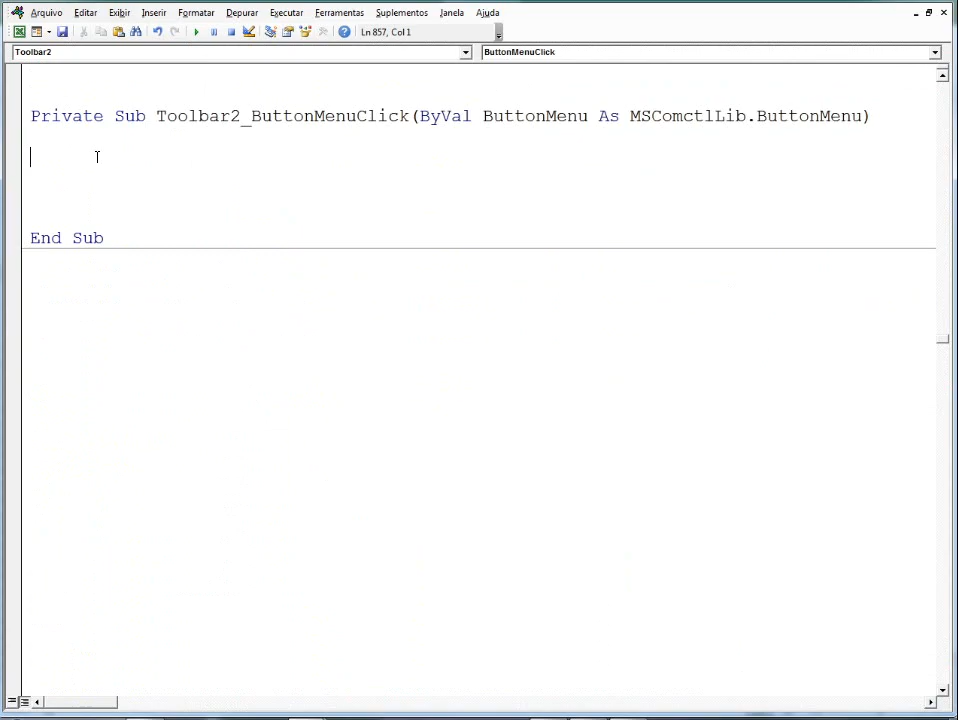 Arquivo Editar Exibir Inserir Formatar Depurar Executar Ferramentas Suplementos Janela Ajuda
Ln 857, Col 1
Toolbar2 ButtonMenuClick
Private Sub Toolbar2_ButtonMenuClick(ByVal ButtonMenu As MSComctlLib.ButtonMenu)
End Sub